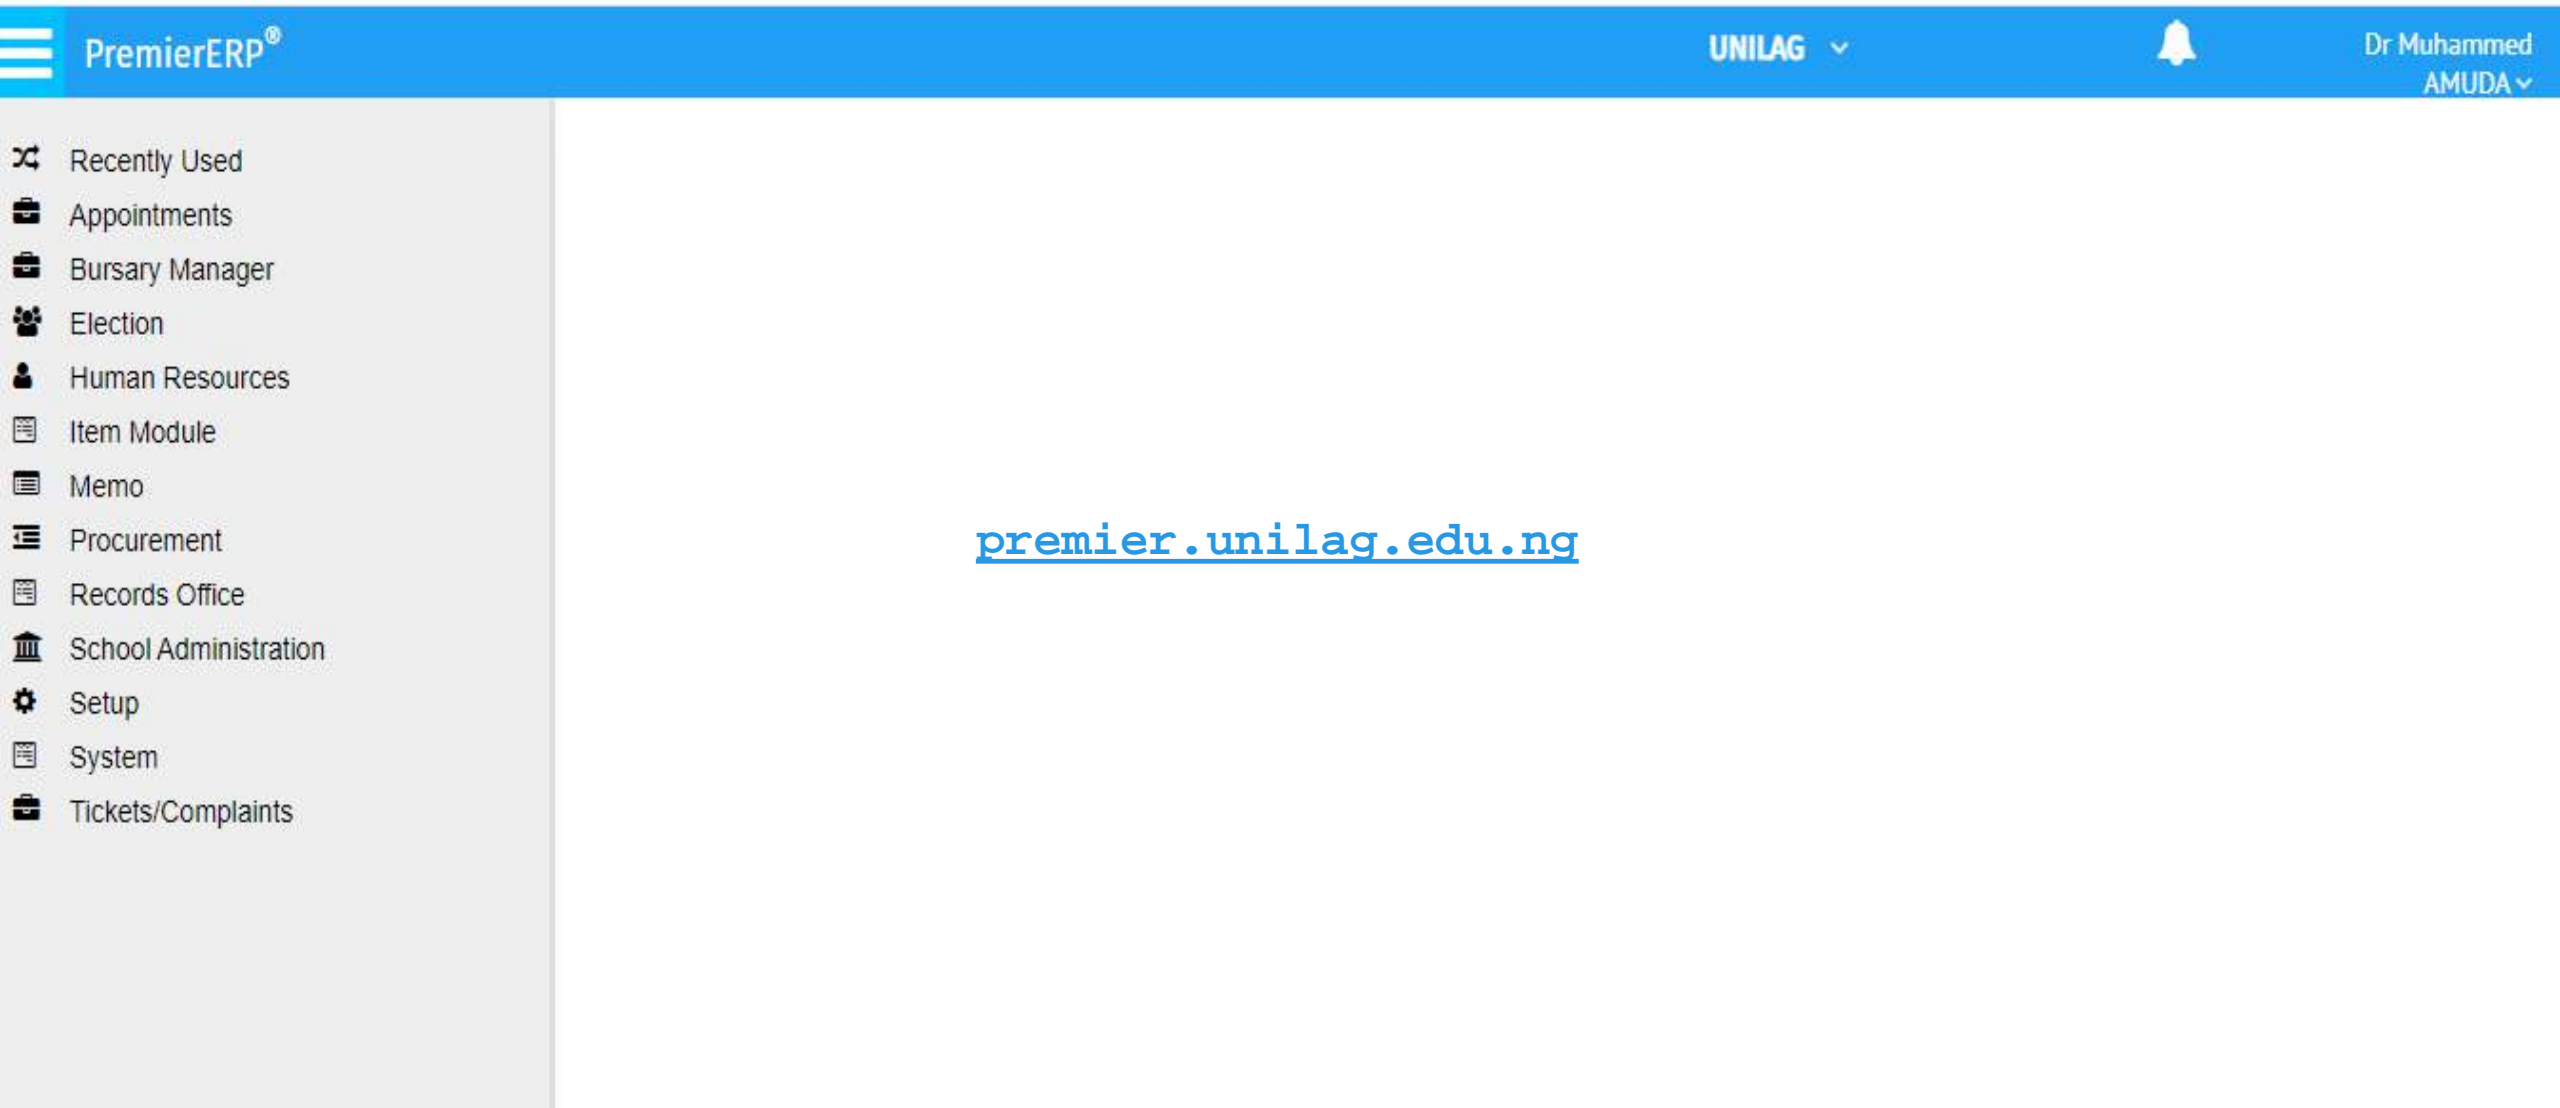 PremierERP®
UNILAG
Dr Muhammed
AMUDA
Recently Used
Appointments
Bursary Manager
Election
Human Resources
Item Module
Memo
Procurement
Records Office
School Administration
Setup
System
Tickets/Complaints
premier.unilag.edu.ng